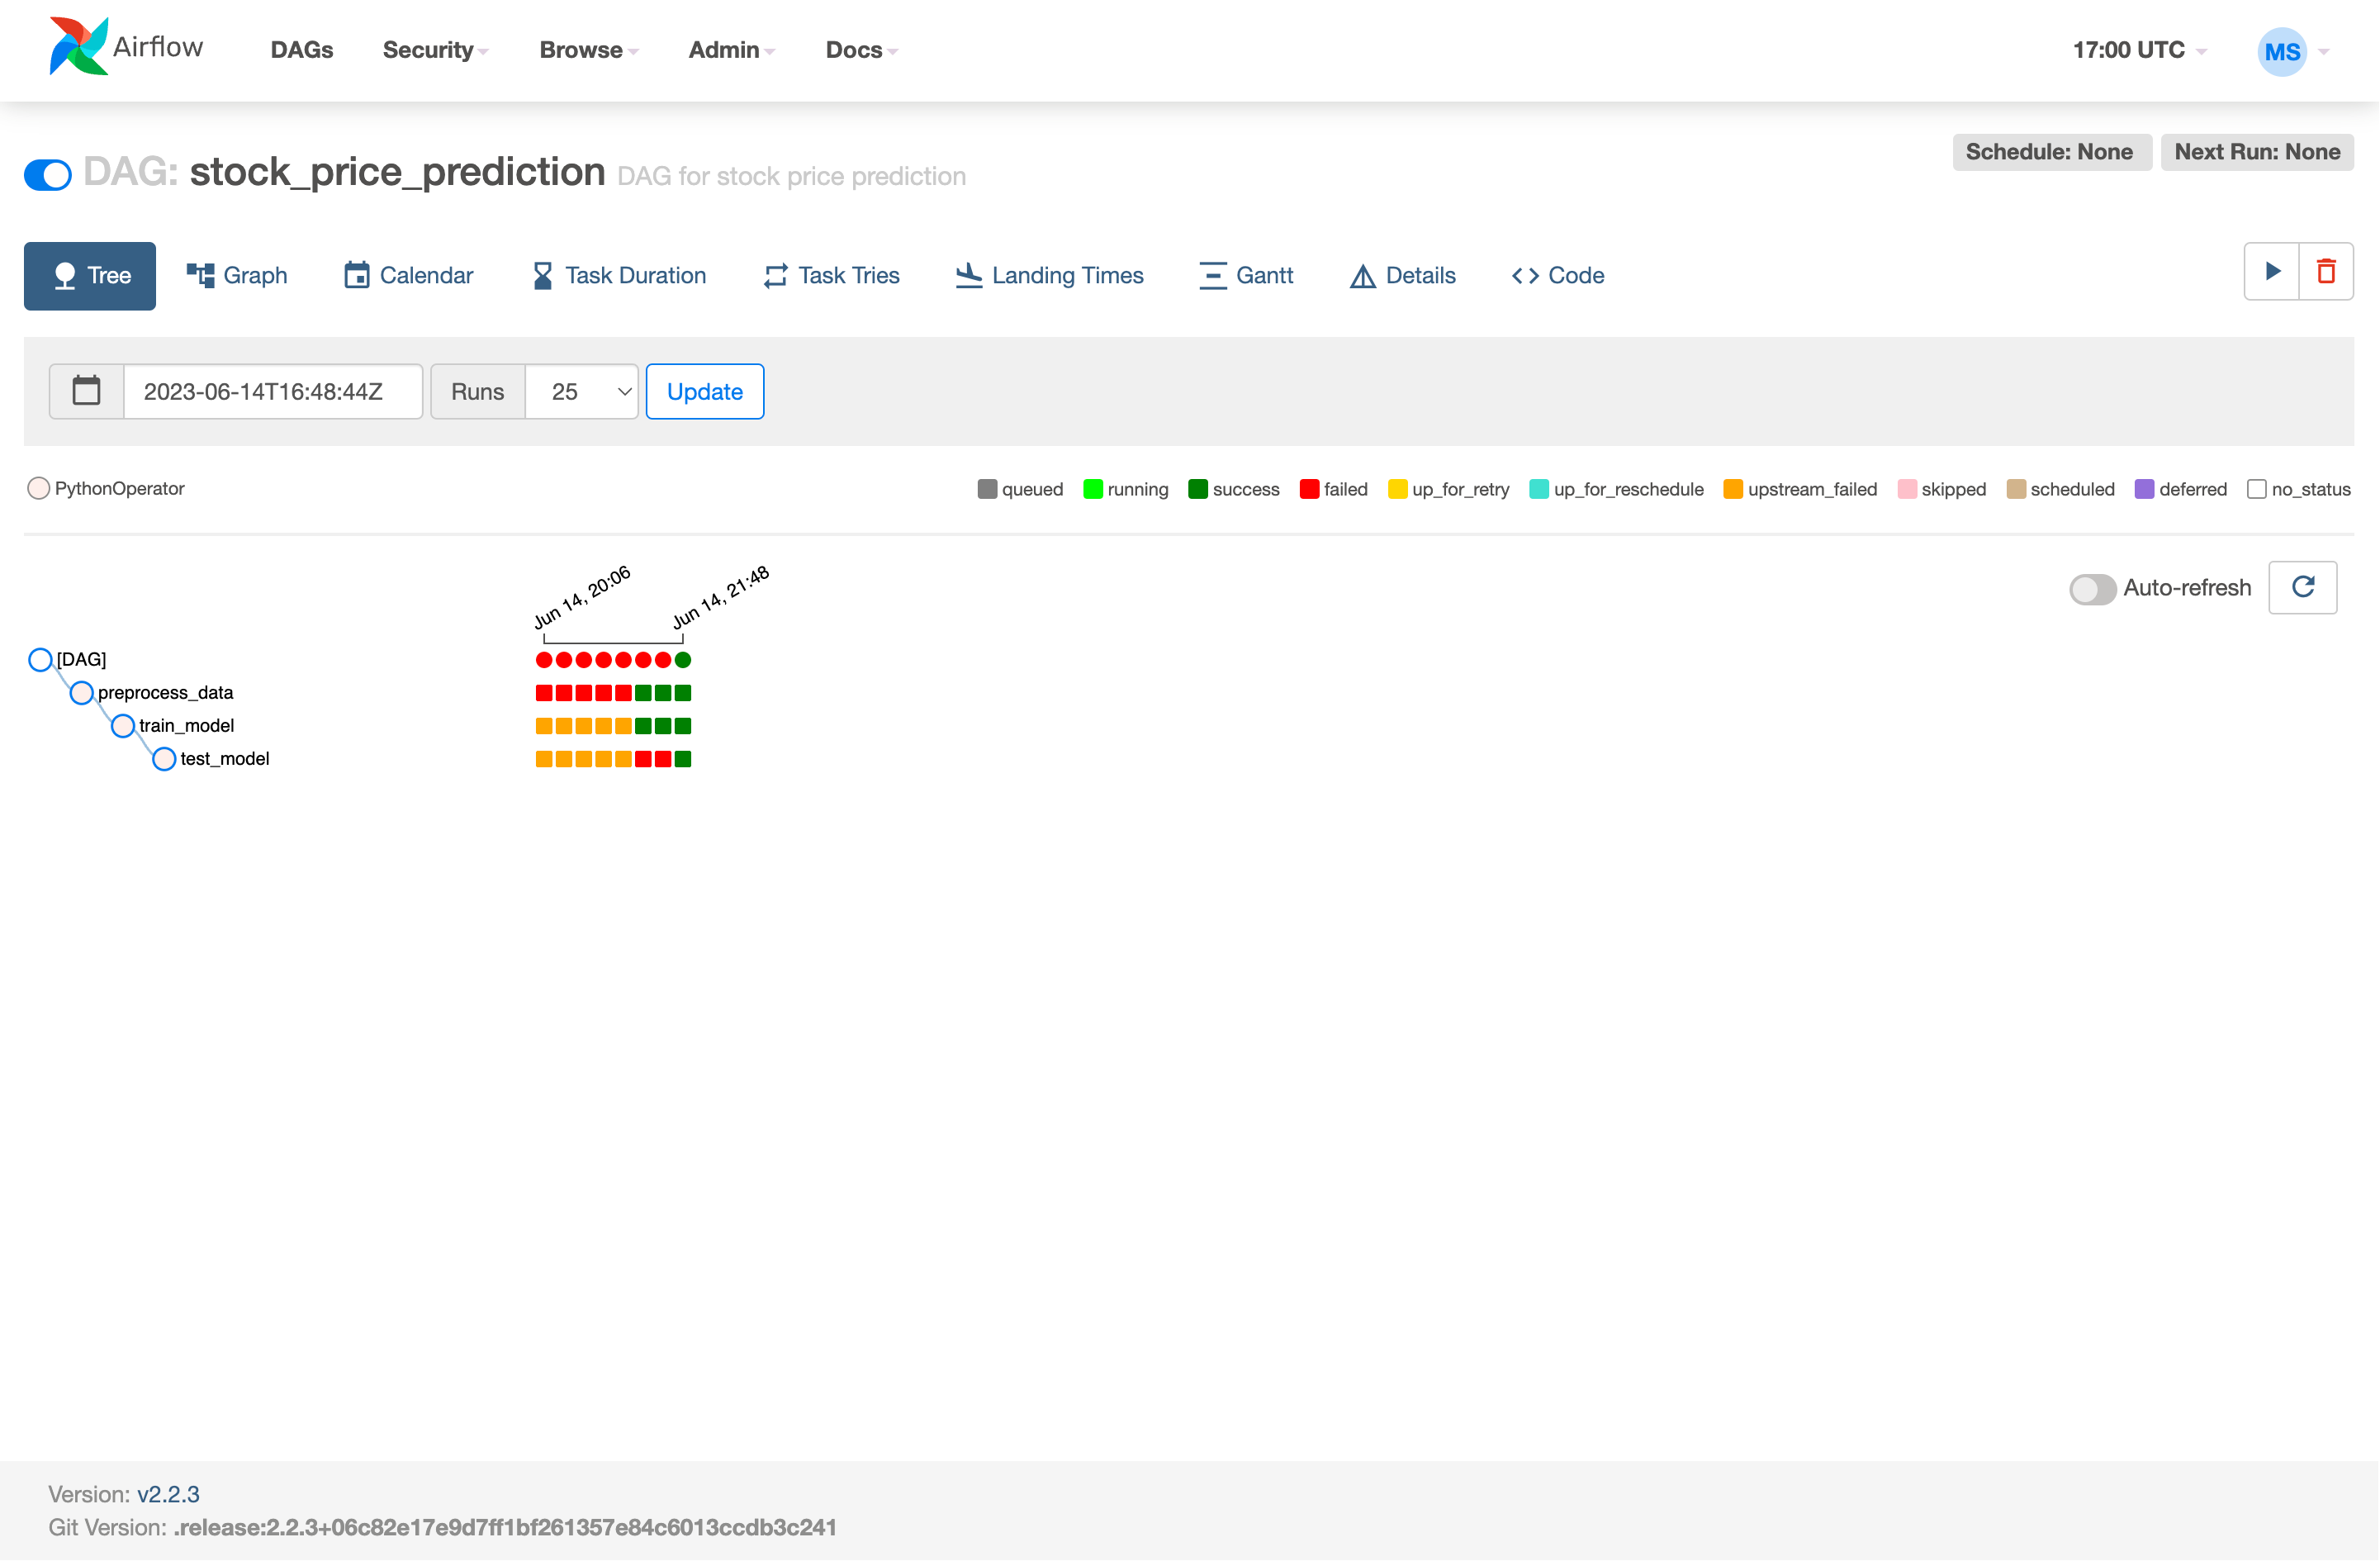 Airflow DAGs Security Browse Admin Docs 17:00 UTC MS
Schedule: None Next Run: None
DAG: stock_price_prediction DAG for stock price prediction
Tree Graph Calendar Task Duration Task Tries Landing Times Gantt Details Code
2023-06-14T16:48:44Z Runs 25 Update
PythonOperator queued running success failed up_for_retry up_for_reschedule upstream_failed skipped scheduled deferred no_status
Jun 14, 20:06 Jun 14, 21:48
Auto-refresh
[DAG]
preprocess_data
train_model
test_model
Version: v2.2.3
Git Version: .release:2.2.3+06c82e17e9d7ff1bf261357e84c6013ccdb3c241